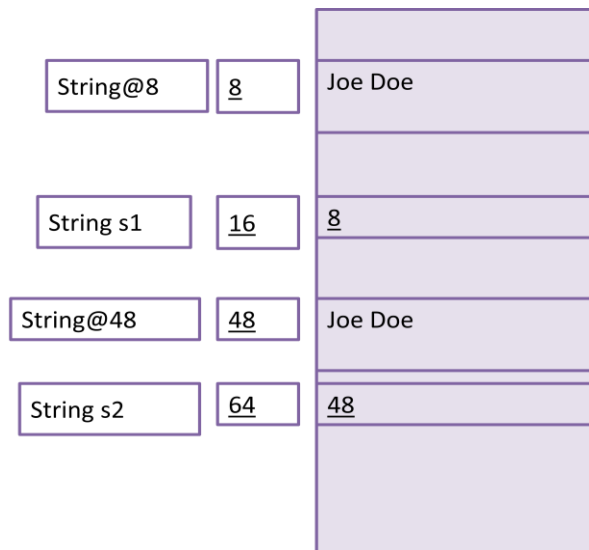 String@8 8 Joe Doe
String s1 16 8
String@48 48 Joe Doe
String s2 64 48